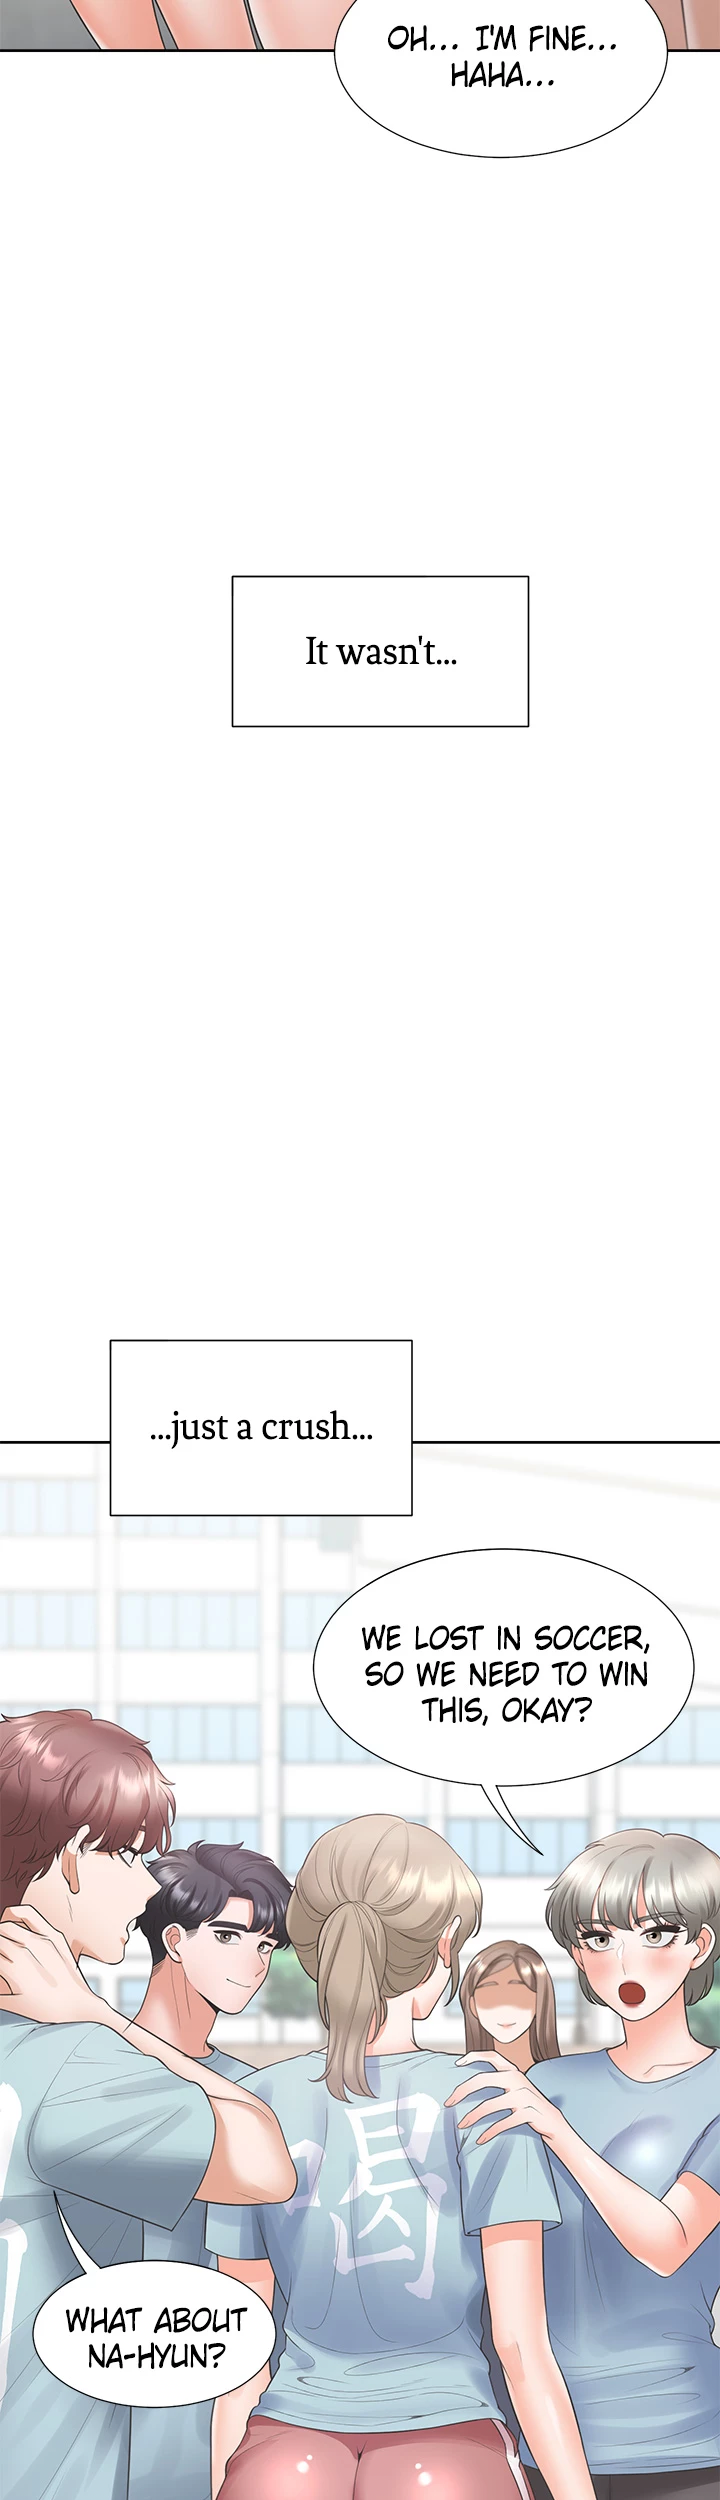 OH... I'M FINE...
HAHA...
It wasn't...
...just a crush...
WE LOST IN SOCCER,
SO WE NEED TO WIN
THIS, OKAY?
WHAT ABOUT
NA-HYUN?